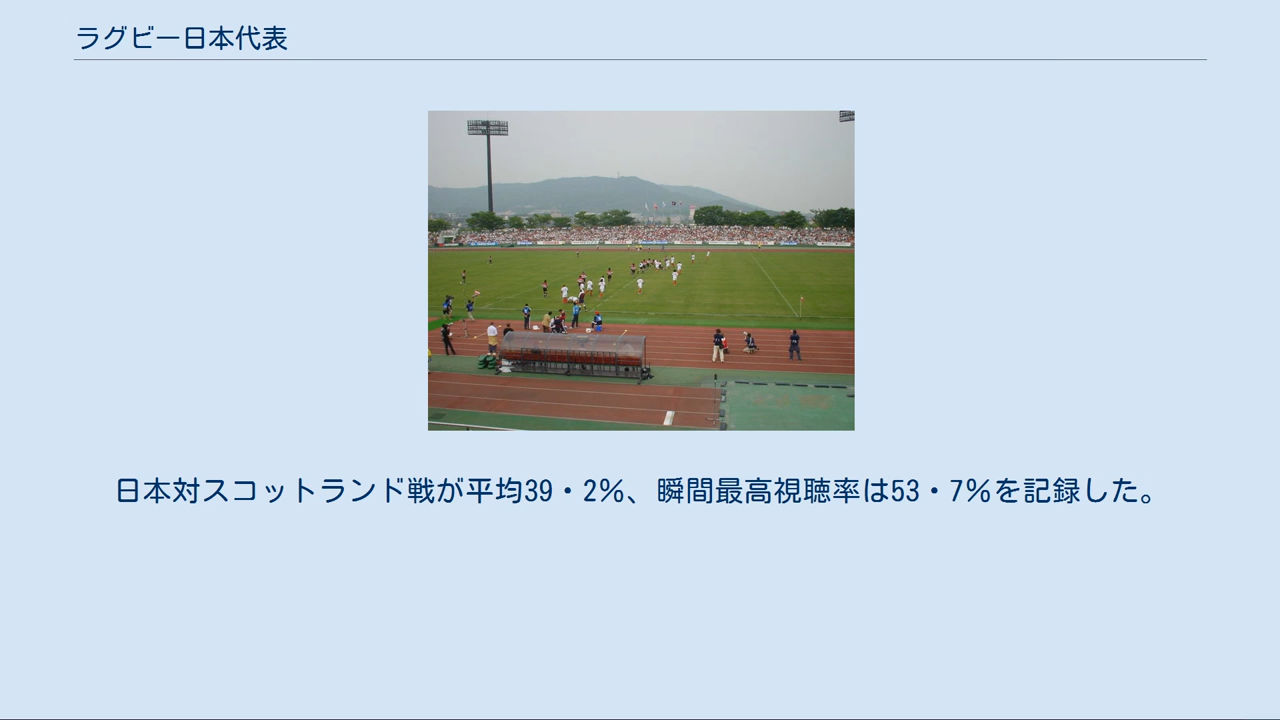 ラグビー日本代表
日本対スコットランド戦が平均39・2%、瞬間最高視聴率は53・7%を記録した。